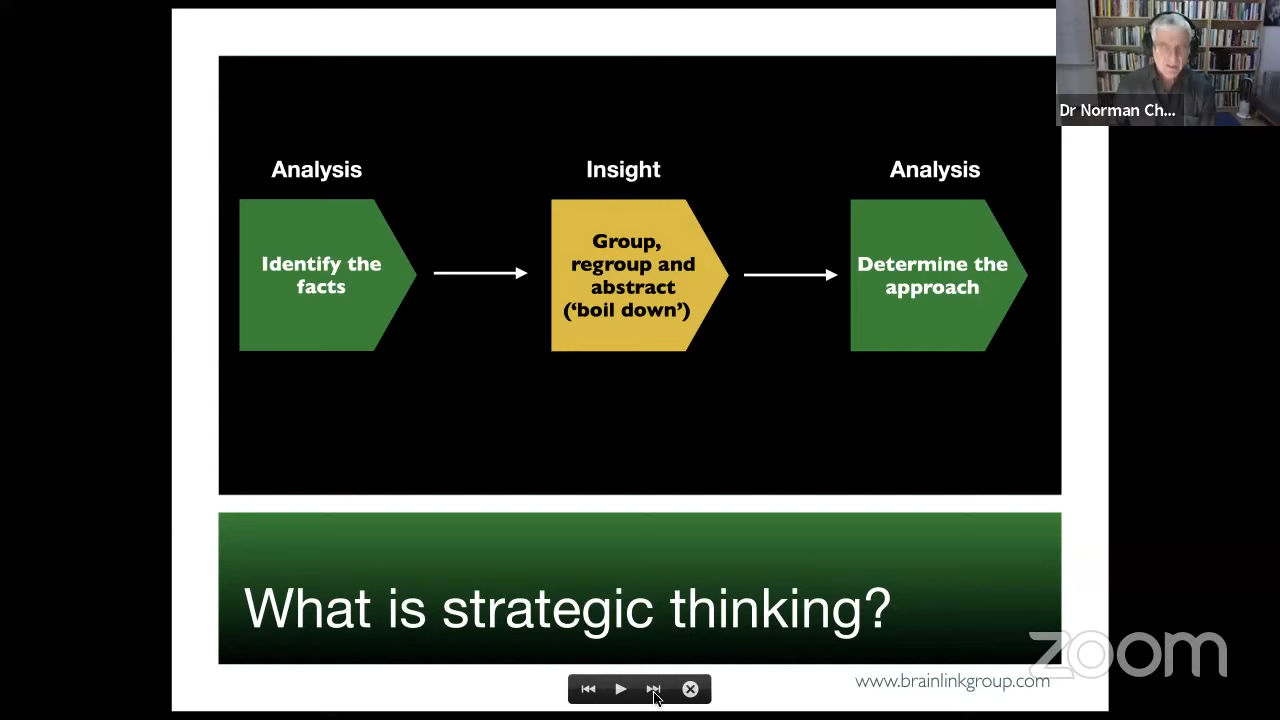 Dr Norman Ch...
Analysis
Insight
Analysis
Identify the
facts
Group,
regroup and
abstract
(‘boil down’)
Determine the
approach
What is strategic thinking?
zoom
www.brainlinkgroup.com